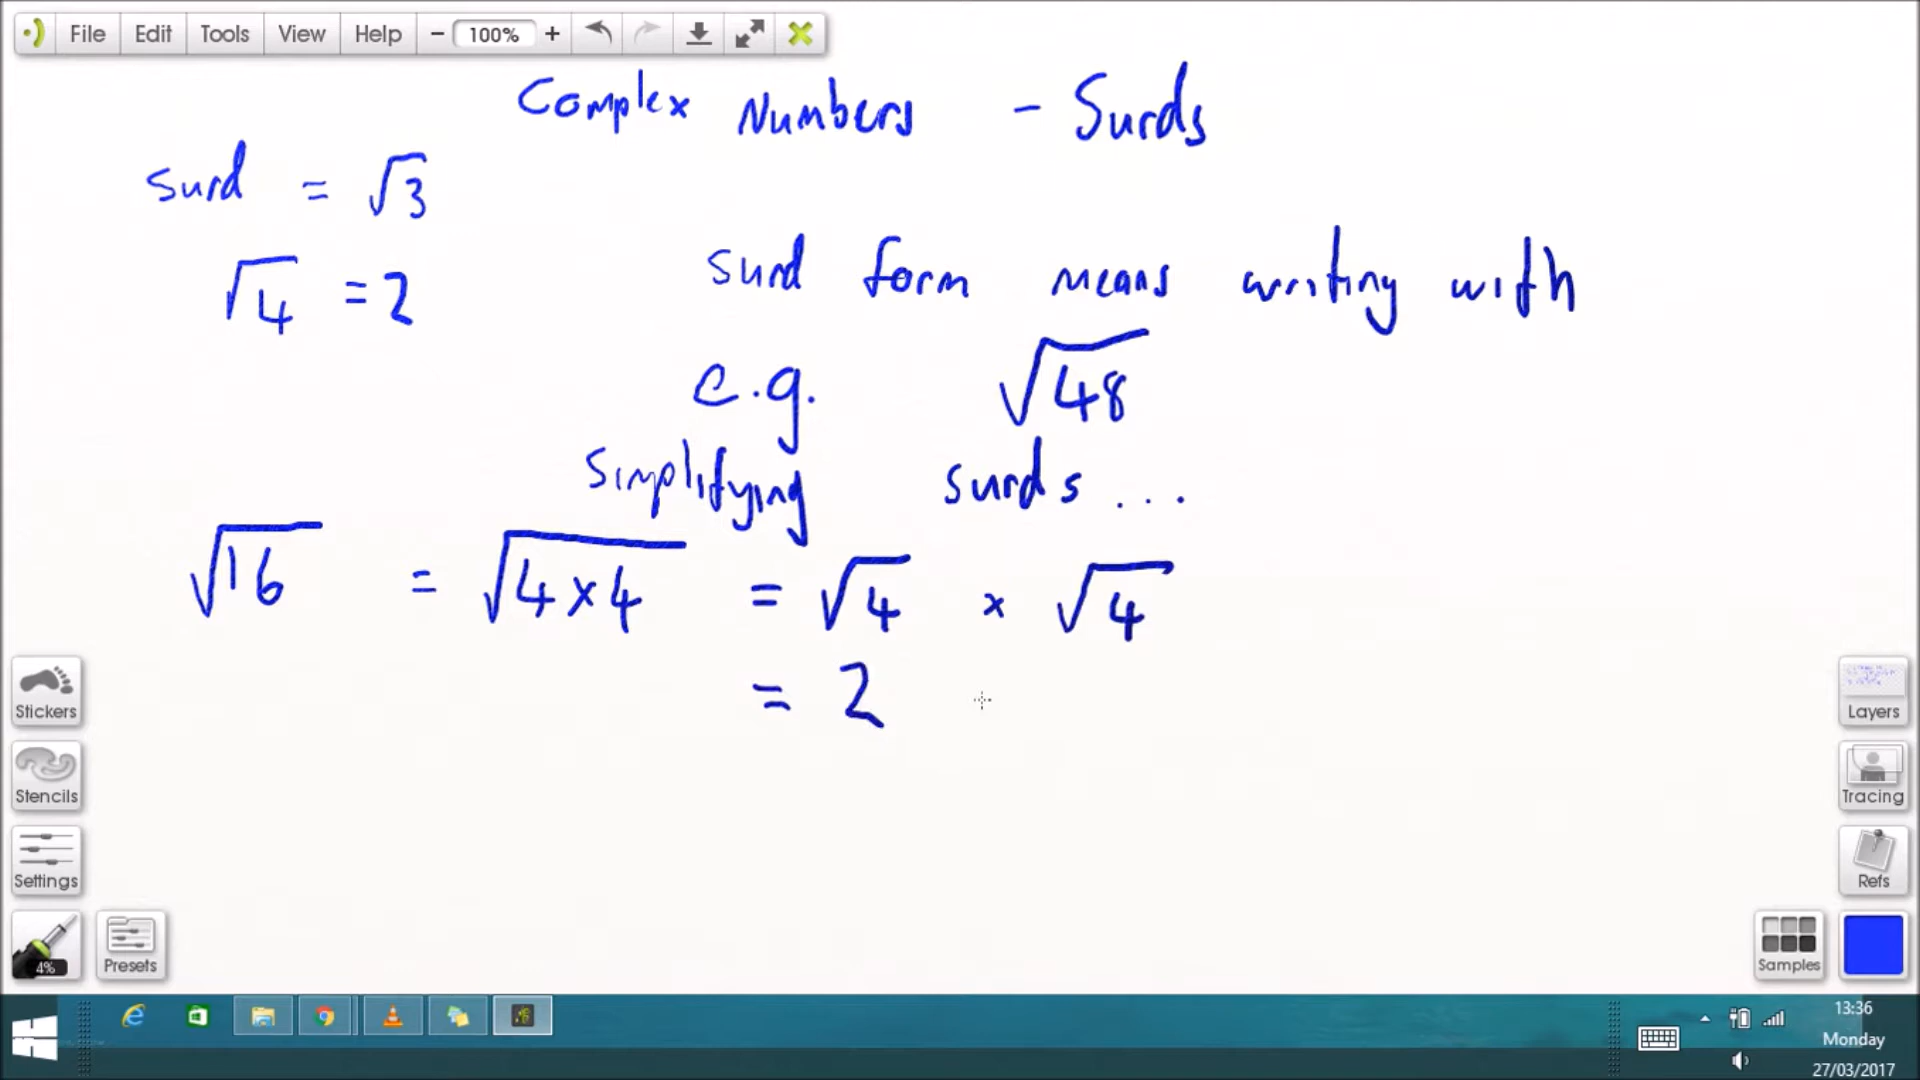 File Edit Tools View Help − 100% +
Complex Numbers - Surds
surd = √3
√4 = 2
surd form means writing with
e.g. √48
simplifying surds ...
√16 = √4×4 = √4 × √4
= 2
Stickers
Stencils
Settings
4%
Presets
Layers
Tracing
Refs
Samples
13:36
Monday
27/03/2017